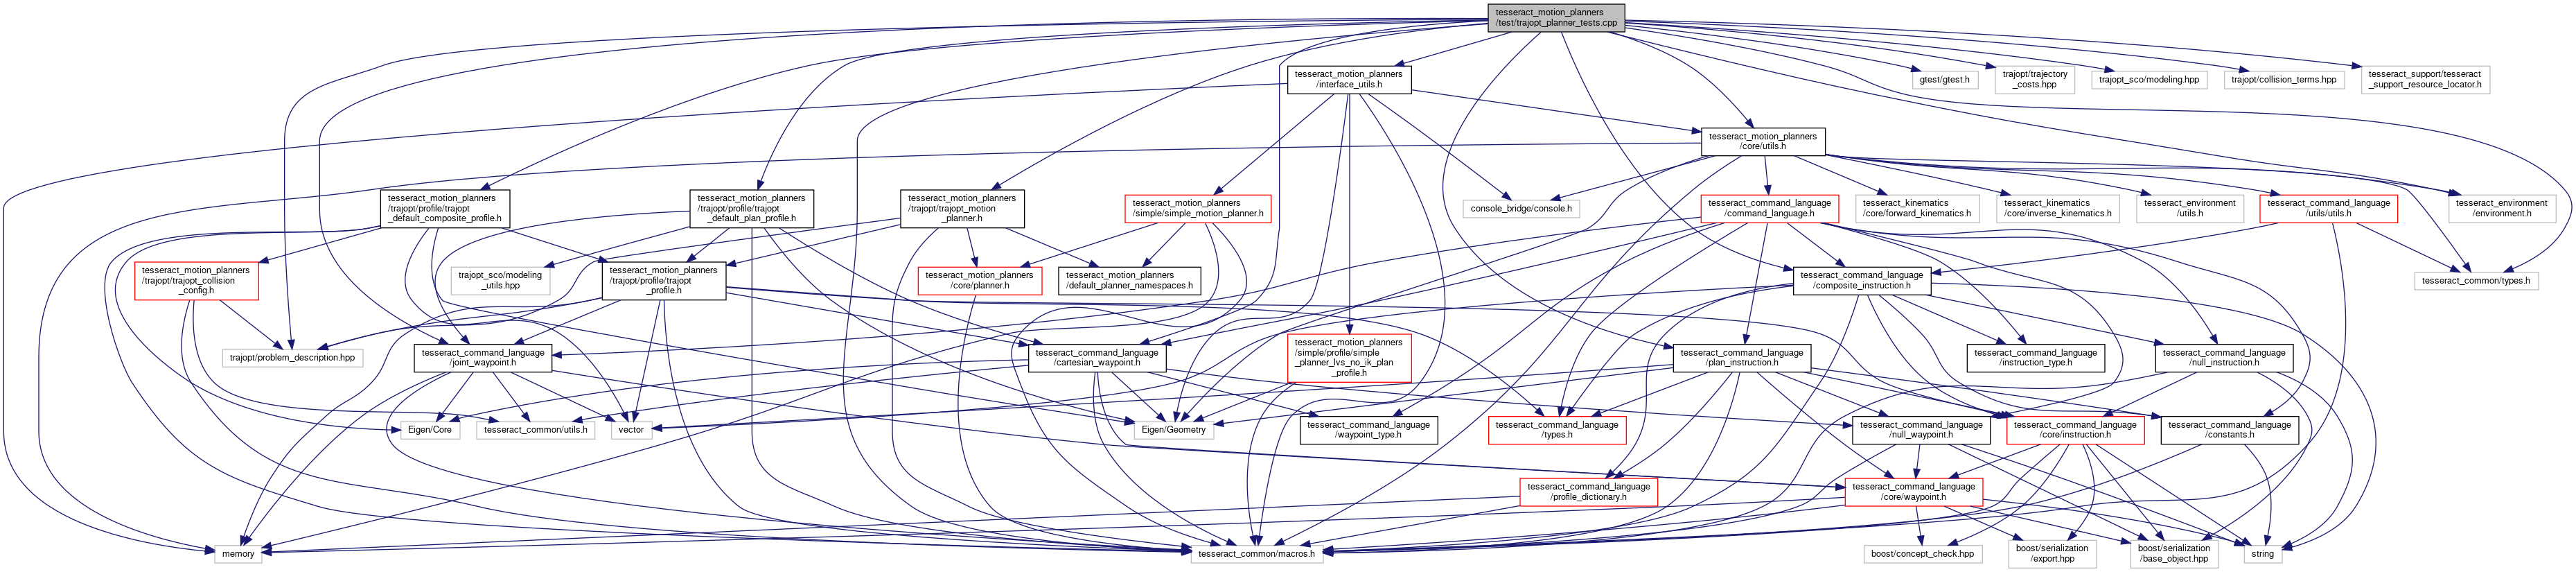 tesseract_motion_planners
/test/trajopt_planner_tests.cpp
tesseract_motion_planners
/interface_utils.h
gtest/gtest.h
trajopt/trajectory
_costs.hpp
trajopt_sco/modeling.hpp
trajopt/collision_terms.hpp
tesseract_support/tesseract
_support_resource_locator.h
tesseract_motion_planners
/core/utils.h
tesseract_motion_planners
/trajopt/profile/trajopt
_default_composite_profile.h
tesseract_motion_planners
/trajopt/profile/trajopt
_default_plan_profile.h
tesseract_motion_planners
/trajopt/trajopt_motion
_planner.h
tesseract_motion_planners
/simple/simple_motion_planner.h
console_bridge/console.h
tesseract_command_language
/command_language.h
tesseract_kinematics
/core/forward_kinematics.h
tesseract_kinematics
/core/inverse_kinematics.h
tesseract_environment
/utils.h
tesseract_command_language
/utils/utils.h
tesseract_environment
/environment.h
tesseract_motion_planners
/trajopt/trajopt_collision
_config.h
trajopt_sco/modeling
_utils.hpp
tesseract_motion_planners
/trajopt/profile/trajopt
_profile.h
tesseract_motion_planners
/core/planner.h
tesseract_motion_planners
/default_planner_namespaces.h
tesseract_command_language
/composite_instruction.h
tesseract_common/types.h
trajopt/problem_description.hpp
tesseract_command_language
/joint_waypoint.h
tesseract_command_language
/cartesian_waypoint.h
tesseract_motion_planners
/simple/profile/simple
_planner_lvs_no_ik_plan
_profile.h
tesseract_command_language
/plan_instruction.h
tesseract_command_language
/instruction_type.h
tesseract_command_language
/null_instruction.h
Eigen/Core
tesseract_common/utils.h
vector
Eigen/Geometry
tesseract_command_language
/waypoint_type.h
tesseract_command_language
/types.h
tesseract_command_language
/null_waypoint.h
tesseract_command_language
/core/instruction.h
tesseract_command_language
/constants.h
tesseract_command_language
/profile_dictionary.h
tesseract_command_language
/core/waypoint.h
memory
tesseract_common/macros.h
boost/concept_check.hpp
boost/serialization
/export.hpp
boost/serialization
/base_object.hpp
string